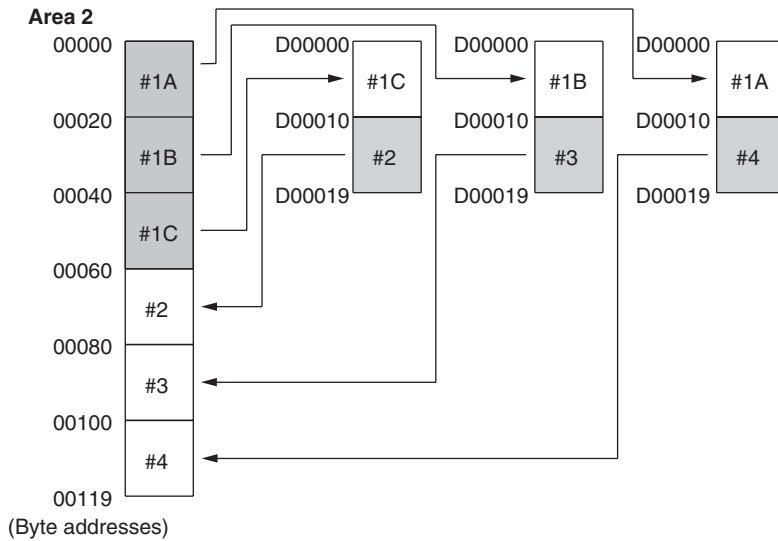 Area 2
00000
#1A
00020
#1B
00040
#1C
00060
#2
00080
#3
00100
#4
00119
(Byte addresses)
D00000
#1C
D00010
#2
D00019
D00000
#1B
D00010
#3
D00019
D00000
#1A
D00010
#4
D00019